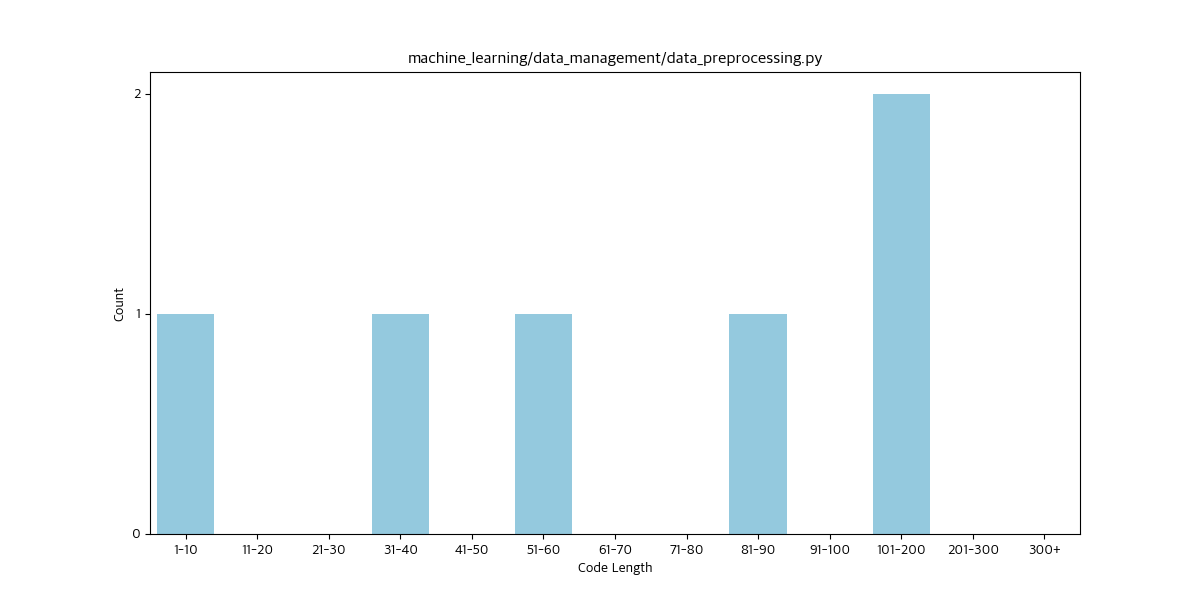 machine_learning/data_management/data_preprocessing.py
2
1
0
Count
1-10 11-20 21-30 31-40 41-50 51-60 61-70 71-80 81-90 91-100 101-200 201-300 300+
Code Length